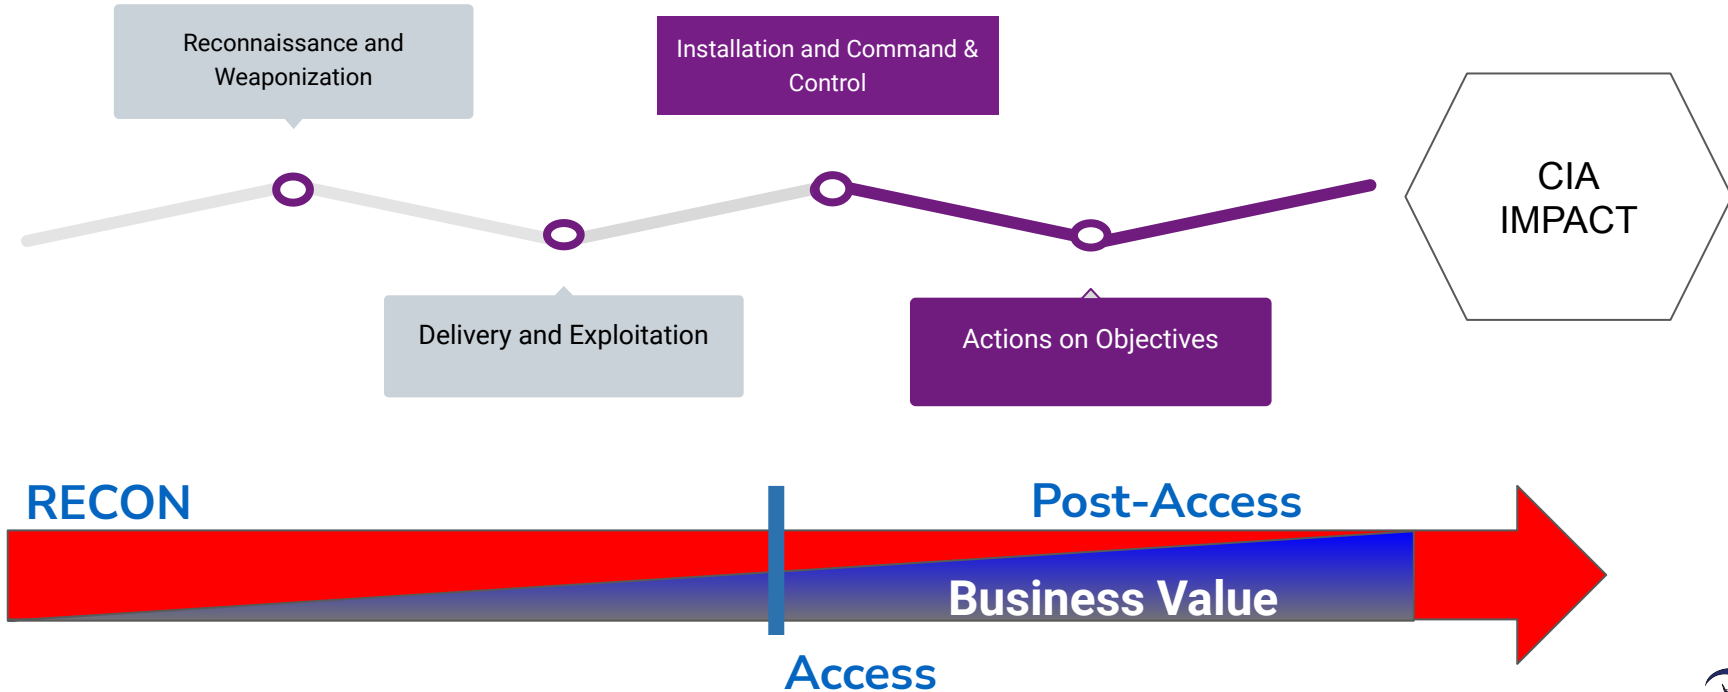 Reconnaissance and
Weaponization
Installation and Command &
Control
CIA
IMPACT
Delivery and Exploitation
Actions on Objectives
RECON
Post-Access
Business Value
Access